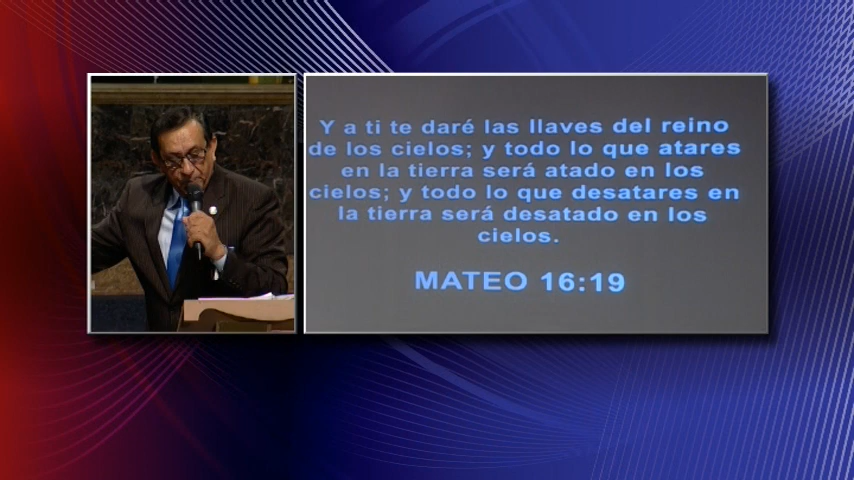 Y a ti te daré las llaves del reino
de los cielos; y todo lo que atares
en la tierra será atado en los
cielos; y todo lo que desatares en
la tierra será desatado en los
cielos.
MATEO 16:19